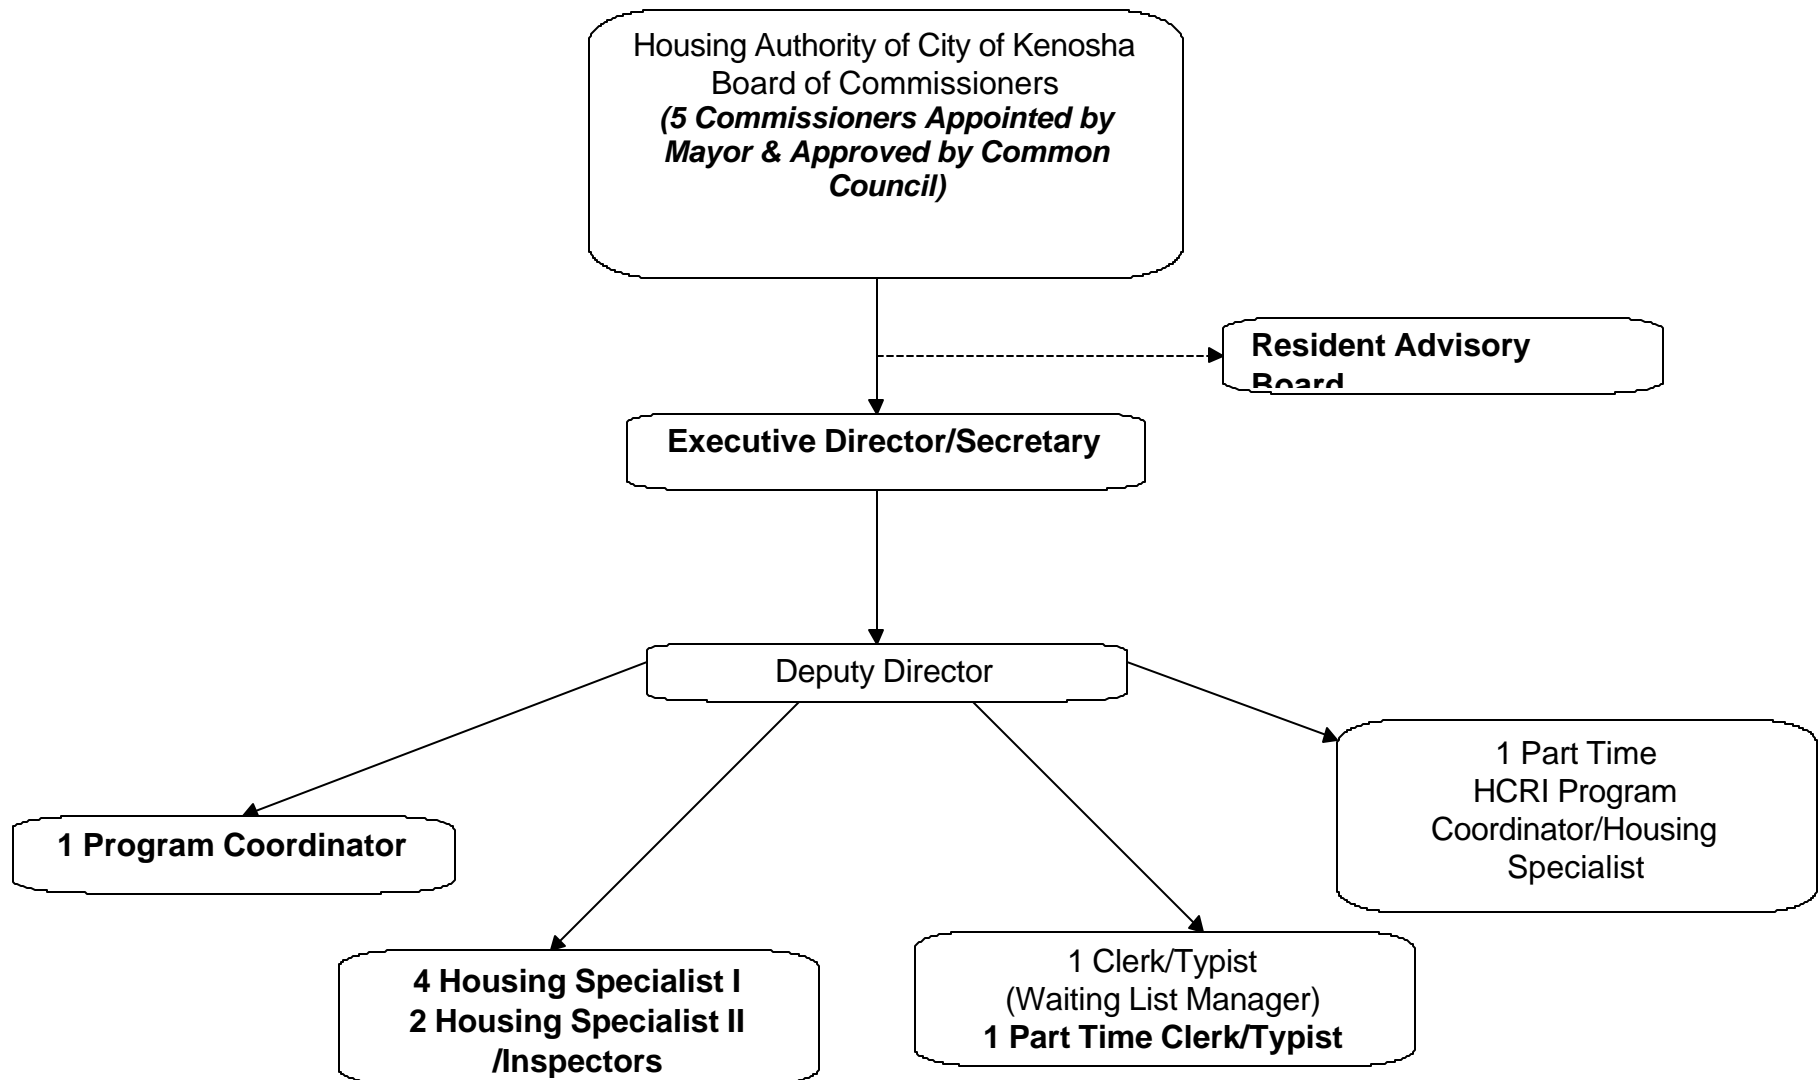 Housing Authority of City of Kenosha
Board of Commissioners
(5 Commissioners Appointed by
Mayor & Approved by Common
Council)
Resident Advisory
Board
Executive Director/Secretary
Deputy Director
1 Part Time
HCRI Program
Coordinator/Housing
Specialist
1 Program Coordinator
4 Housing Specialist I
2 Housing Specialist II
/Inspectors
1 Clerk/Typist
(Waiting List Manager)
1 Part Time Clerk/Typist